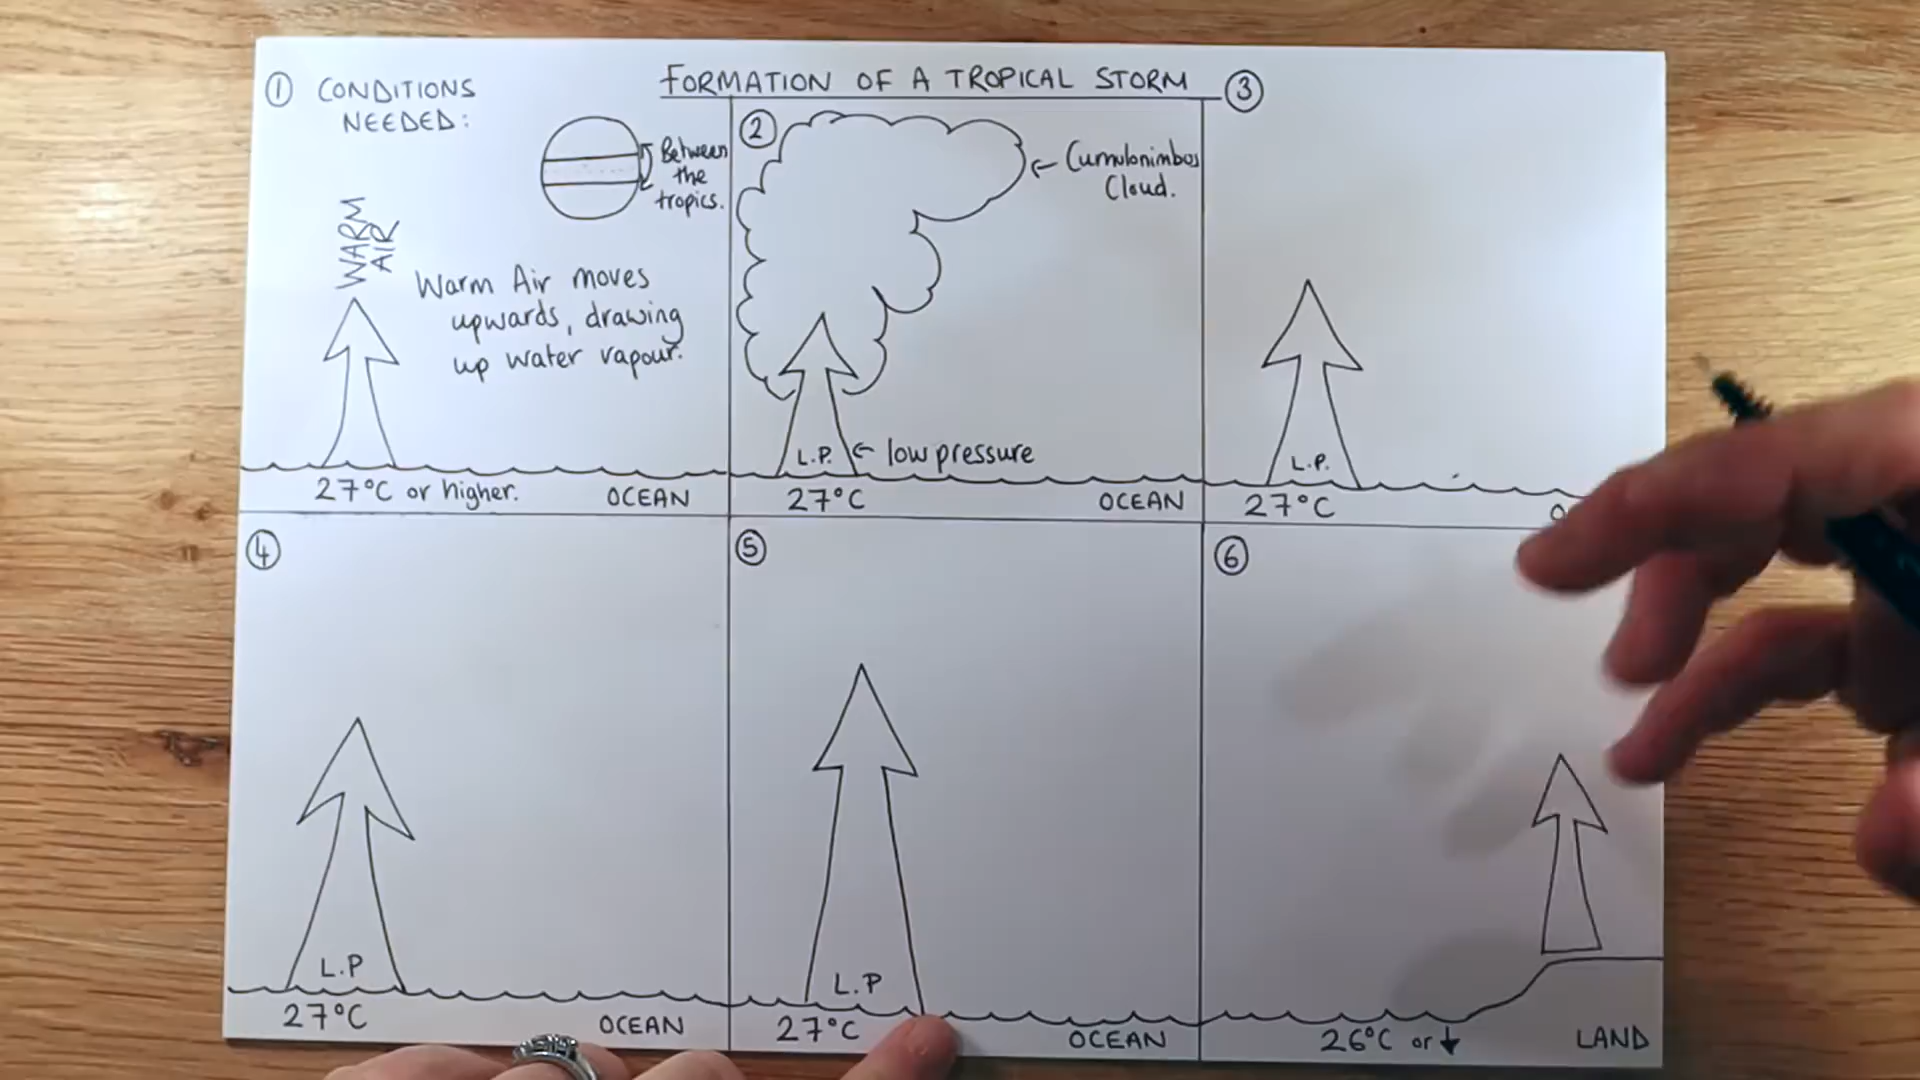 FORMATION OF A TROPICAL STORM
① CONDITIONS
NEEDED:
Between
the
tropics.
WARM
AIR
Warm Air moves
upwards, drawing
up water vapour.
27°C or higher.
OCEAN
②
Cumulonimbus
Cloud.
L.P.
low pressure
27°C
OCEAN
③
L.P.
27°C
④
L.P
27°C
OCEAN
⑤
L.P
27°C
OCEAN
⑥
26°C or ↓
LAND